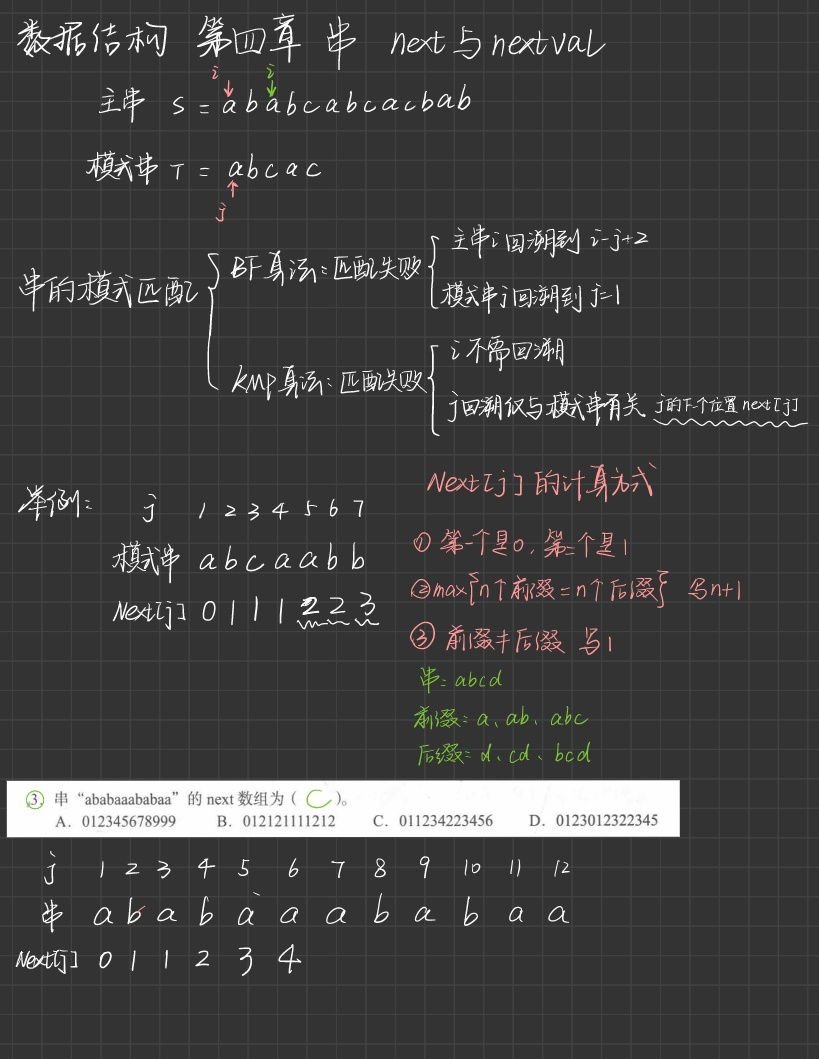 数据结构 第四章 串 next与nextval
i i
主串 S = ababcabcacbab
模式串 T = abcac
j
串的模式匹配
BF算法:匹配失败
主串i回溯到 i-j+2
模式串j回溯到 j=1
KMP算法:匹配失败
i不需回溯
j回溯仅与模式串有关 j的下个位置next[j]
举例:
j 1 2 3 4 5 6 7
模式串 a b c a a b b
Next[j] 0 1 1 1 2 2 3
Next[j]的计算方式
① 第一个是0,第二个是1
②max{n个前缀=n个后缀} 写n+1
③ 前缀≠后缀 写1
串:abcd
前缀:a、ab、abc
后缀:d、cd、bcd
③. 串“ababaaababaa”的 next 数组为( C )。
A. 012345678999 B. 012121111212 C. 011234223456 D. 0123012322345
j 1 2 3 4 5 6 7 8 9 10 11 12
串 a b a b a a a b a b a a
Next[j] 0 1 1 2 3 4